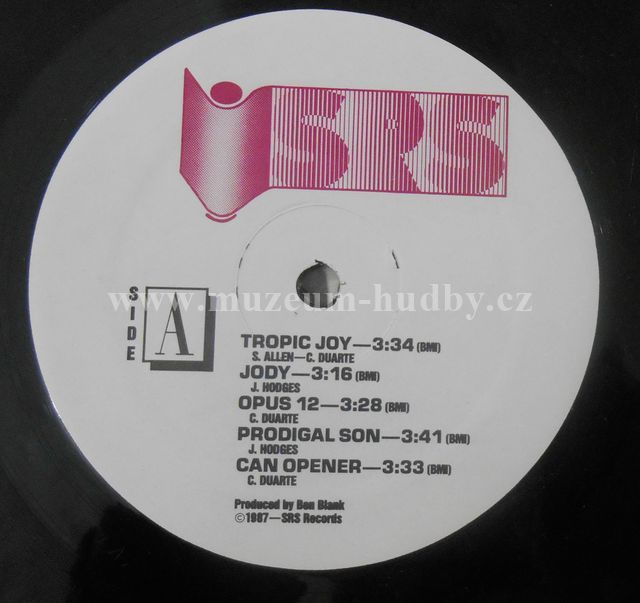 SRS
www.muzeum-hudby.cz
SIDE
A
TROPIC JOY—3:34 (BMI)
S. ALLEN—C. DUARTE
JODY—3:16 (BMI)
J. HODGES
OPUS 12—3:28 (BMI)
C. DUARTE
PRODIGAL SON—3:41 (BMI)
J. HODGES
CAN OPENER—3:33 (BMI)
C. DUARTE
Produced by Ben Blank
©1987—SRS Records